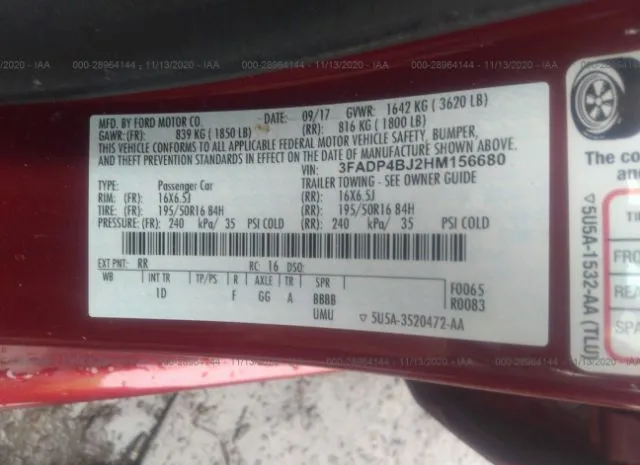 000-28964144 - 11/13/2020 - IAA
MFD. BY FORD MOTOR CO.
DATE: 09/17 GVWR: 1642 KG ( 3620 LB)
GAWR:(FR): 839 KG ( 1850 LB) (RR): 816 KG ( 1800 LB)
THIS VEHICLE CONFORMS TO ALL APPLICABLE FEDERAL MOTOR VEHICLE SAFETY, BUMPER,
AND THEFT PREVENTION STANDARDS IN EFFECT ON THE DATE OF MANUFACTURE SHOWN ABOVE.
VIN: 3FADP4BJ2HM156680
TYPE: Passenger Car TRAILER TOWING - SEE OWNER GUIDE
RIM: (FR): 16X6.5J (RR): 16X6.5J
TIRE: (FR): 195/50R16 84H (RR): 195/50R16 84H
PRESSURE: (FR): 240 kPa/ 35 PSI COLD (RR): 240 kPa/ 35 PSI COLD
EXT PNT: RR RC: 16 DSO:
WB INT TR TP/PS R AXLE TR SPR
1D F GG A BBBB F0065
UMU R0083
▽ 5U5A-3520472-AA
The co
and
TI
FRO
REA
SPA
▽5U5A-1532-AA (TLU)